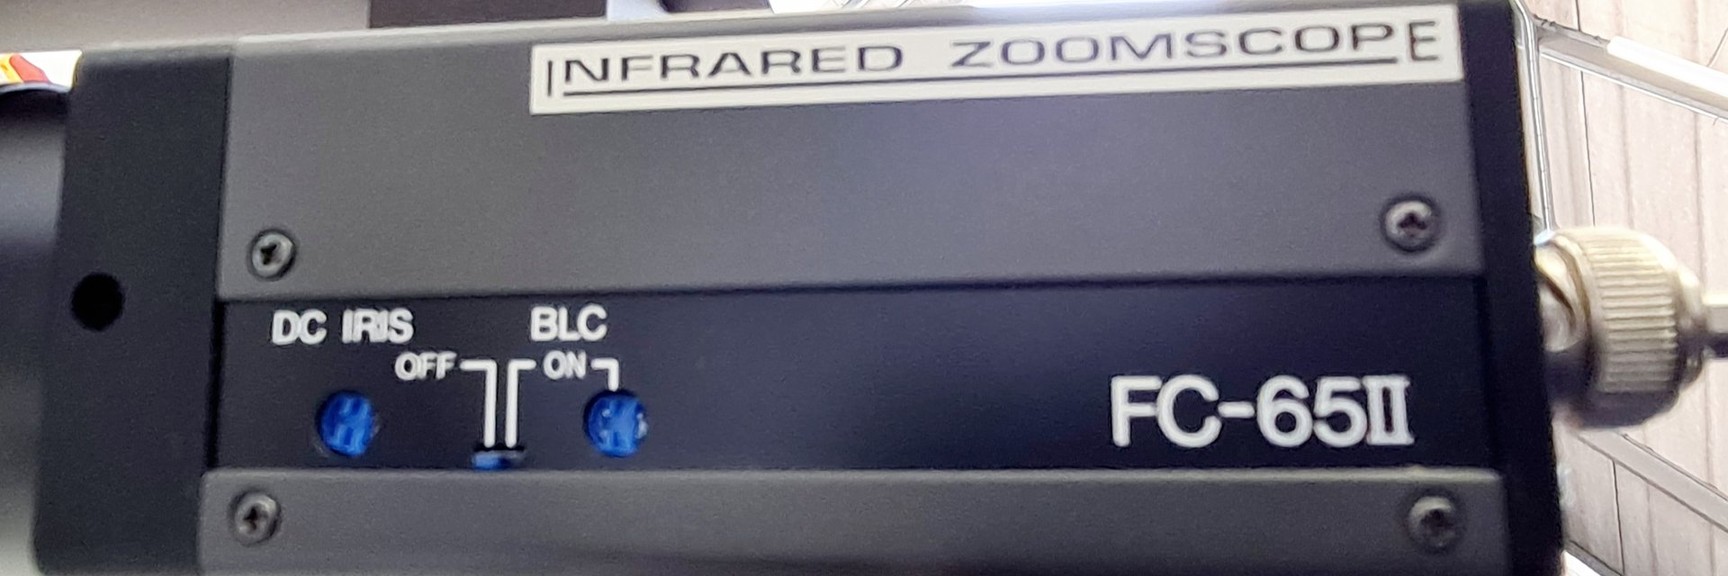 INFRARED ZOOMSCOPE
DC IRIS BLC
OFF ON
FC-65II